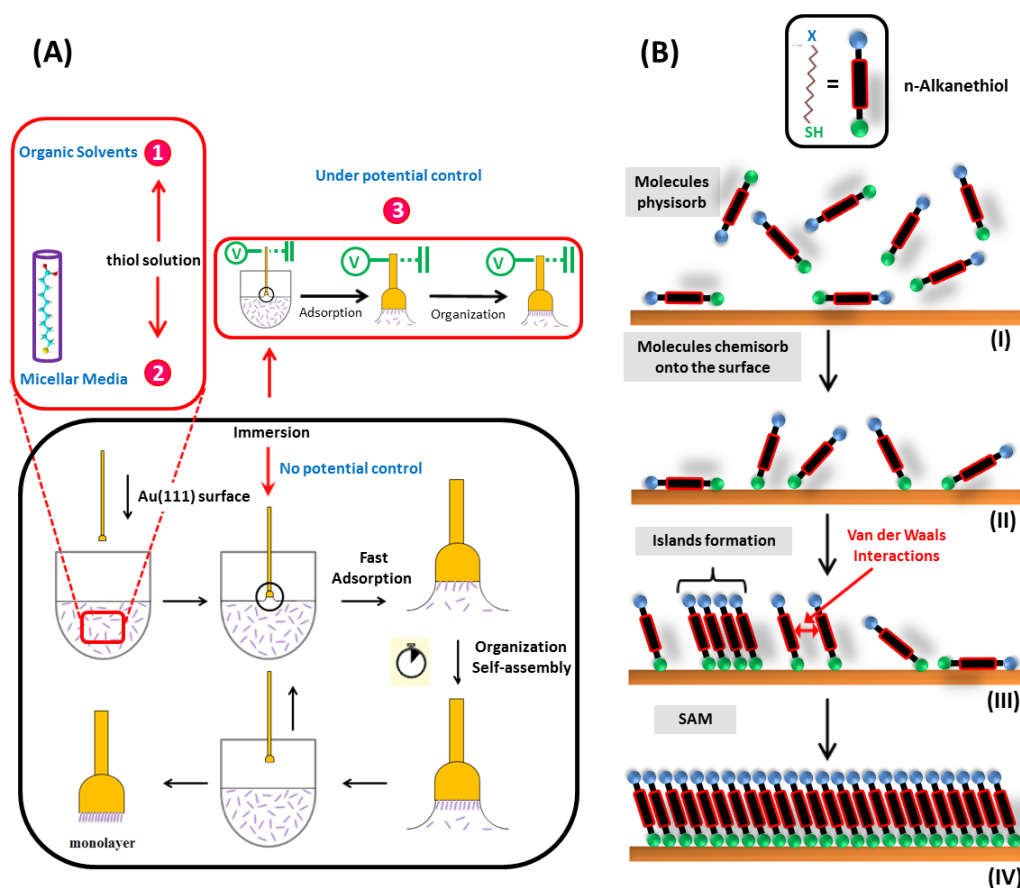 (A)
Organic Solvents
1
thiol solution
2
Micellar Media
Under potential control
3
V
V
V
Adsorption
Organization
Immersion
No potential control
Au(111) surface
Fast
Adsorption
Organization
Self-assembly
monolayer
(B)
X
=
SH
n-Alkanethiol
Molecules
physisorb
(I)
Molecules chemisorb
onto the surface
(II)
Islands formation
Van der Waals
Interactions
(III)
SAM
(IV)